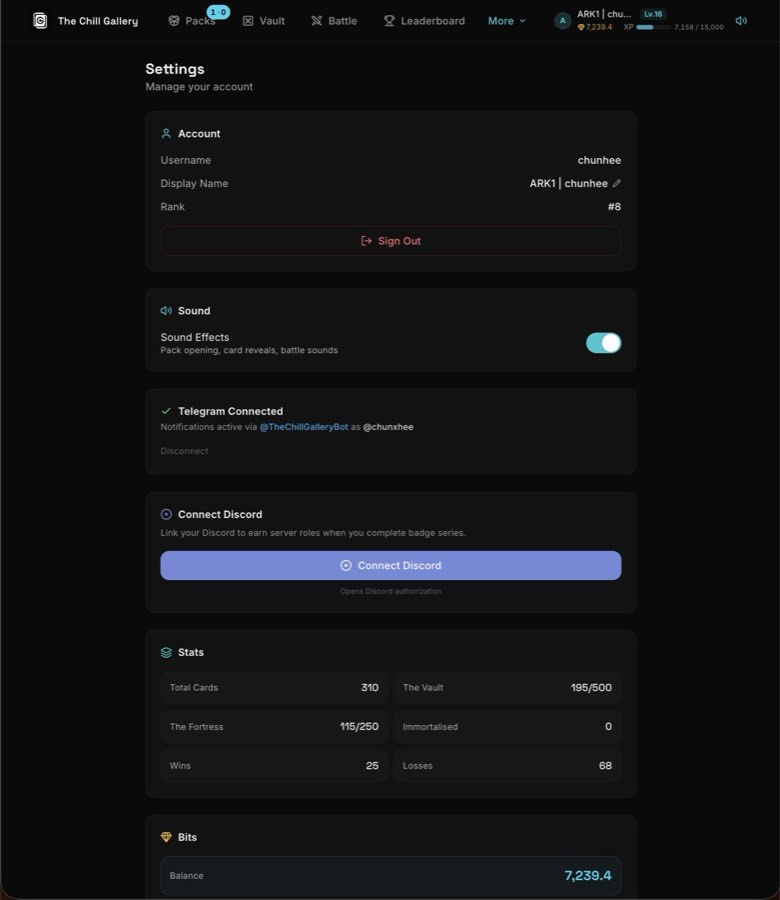 The Chill Gallery
Packs
1 · 0
Vault
Battle
Leaderboard
More
A
ARK1 | chu...
Lv.16
7,239.4 · XP 7,158 / 15,000
Settings
Manage your account
Account
Username chunhee
Display Name ARK1 | chunhee
Rank #8
Sign Out
Sound
Sound Effects
Pack opening, card reveals, battle sounds
Telegram Connected
Notifications active via @TheChillGalleryBot as @chunxhee
Disconnect
Connect Discord
Link your Discord to earn server roles when you complete badge series.
Connect Discord
Opens Discord authorization
Stats
Total Cards 310
The Vault 195/500
The Fortress 115/250
Immortalised 0
Wins 25
Losses 68
Bits
Balance 7,239.4